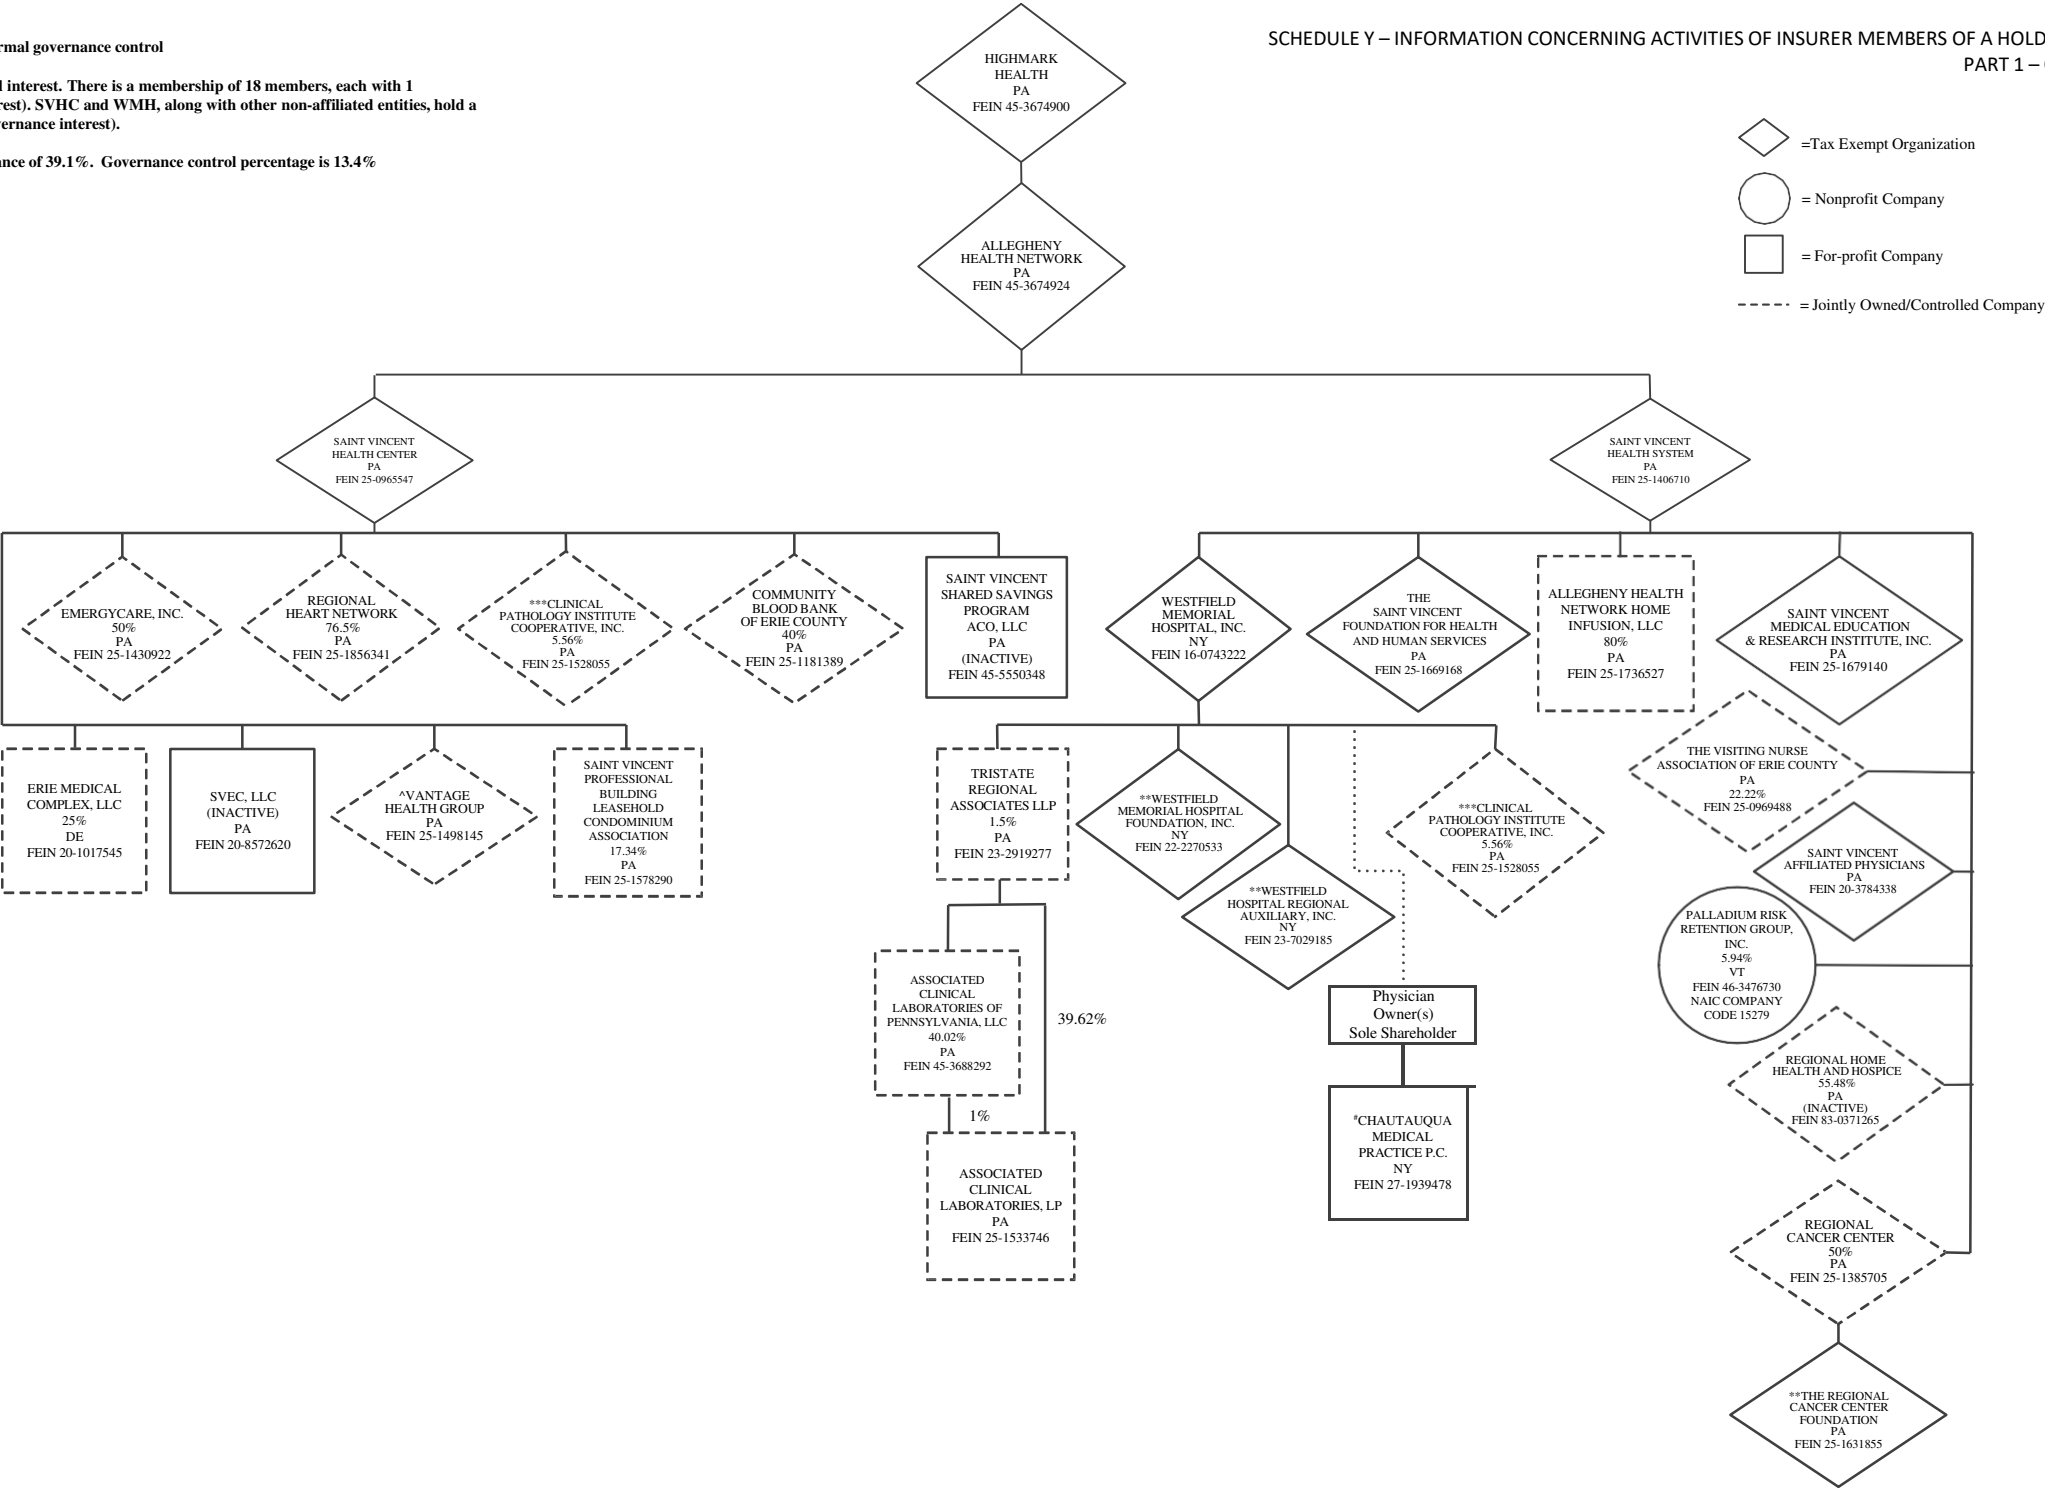 rmal governance control
l interest. There is a membership of 18 members, each with 1
rest). SVHC and WMH, along with other non-affiliated entities, hold a
vernance interest).
ance of 39.1%. Governance control percentage is 13.4%
SCHEDULE Y – INFORMATION CONCERNING ACTIVITIES OF INSURER MEMBERS OF A HOLD
PART 1 –
=Tax Exempt Organization
= Nonprofit Company
= For-profit Company
= Jointly Owned/Controlled Company
HIGHMARK
HEALTH
PA
FEIN 45-3674900
ALLEGHENY
HEALTH NETWORK
PA
FEIN 45-3674924
SAINT VINCENT
HEALTH CENTER
PA
FEIN 25-0965547
SAINT VINCENT
HEALTH SYSTEM
PA
FEIN 25-1406710
EMERGYCARE, INC.
50%
PA
FEIN 25-1430922
REGIONAL
HEART NETWORK
76.5%
PA
FEIN 25-1856341
***CLINICAL
PATHOLOGY INSTITUTE
COOPERATIVE, INC.
5.56%
PA
FEIN 25-1528055
COMMUNITY
BLOOD BANK
OF ERIE COUNTY
40%
PA
FEIN 25-1181389
SAINT VINCENT
SHARED SAVINGS
PROGRAM
ACO, LLC
PA
(INACTIVE)
FEIN 45-5550348
WESTFIELD
MEMORIAL
HOSPITAL, INC.
NY
FEIN 16-0743222
THE
SAINT VINCENT
FOUNDATION FOR HEALTH
AND HUMAN SERVICES
PA
FEIN 25-1669168
ALLEGHENY HEALTH
NETWORK HOME
INFUSION, LLC
80%
PA
FEIN 25-1736527
SAINT VINCENT
MEDICAL EDUCATION
& RESEARCH INSTITUTE, INC.
PA
FEIN 25-1679140
ERIE MEDICAL
COMPLEX, LLC
25%
DE
FEIN 20-1017545
SVEC, LLC
(INACTIVE)
PA
FEIN 20-8572620
^VANTAGE
HEALTH GROUP
PA
FEIN 25-1498145
SAINT VINCENT
PROFESSIONAL
BUILDING
LEASEHOLD
CONDOMINIUM
ASSOCIATION
17.34%
PA
FEIN 25-1578290
TRISTATE
REGIONAL
ASSOCIATES LLP
1.5%
PA
FEIN 23-2919277
**WESTFIELD
MEMORIAL HOSPITAL
FOUNDATION, INC.
NY
FEIN 22-2270533
**WESTFIELD
HOSPITAL REGIONAL
AUXILIARY, INC.
NY
FEIN 23-7029185
***CLINICAL
PATHOLOGY INSTITUTE
COOPERATIVE, INC.
5.56%
PA
FEIN 25-1528055
THE VISITING NURSE
ASSOCIATION OF ERIE COUNTY
PA
22.22%
FEIN 25-0969488
SAINT VINCENT
AFFILIATED PHYSICIANS
PA
FEIN 20-3784338
PALLADIUM RISK
RETENTION GROUP,
INC.
5.94%
VT
FEIN 46-3476730
NAIC COMPANY
CODE 15279
ASSOCIATED
CLINICAL
LABORATORIES OF
PENNSYLVANIA, LLC
40.02%
PA
FEIN 45-3688292
39.62%
1%
ASSOCIATED
CLINICAL
LABORATORIES, LP
PA
FEIN 25-1533746
Physician
Owner(s)
Sole Shareholder
#CHAUTAUQUA
MEDICAL
PRACTICE P.C.
NY
FEIN 27-1939478
REGIONAL HOME
HEALTH AND HOSPICE
55.48%
PA
(INACTIVE)
FEIN 83-0371265
REGIONAL
CANCER CENTER
50%
PA
FEIN 25-1385705
**THE REGIONAL
CANCER CENTER
FOUNDATION
PA
FEIN 25-1631855